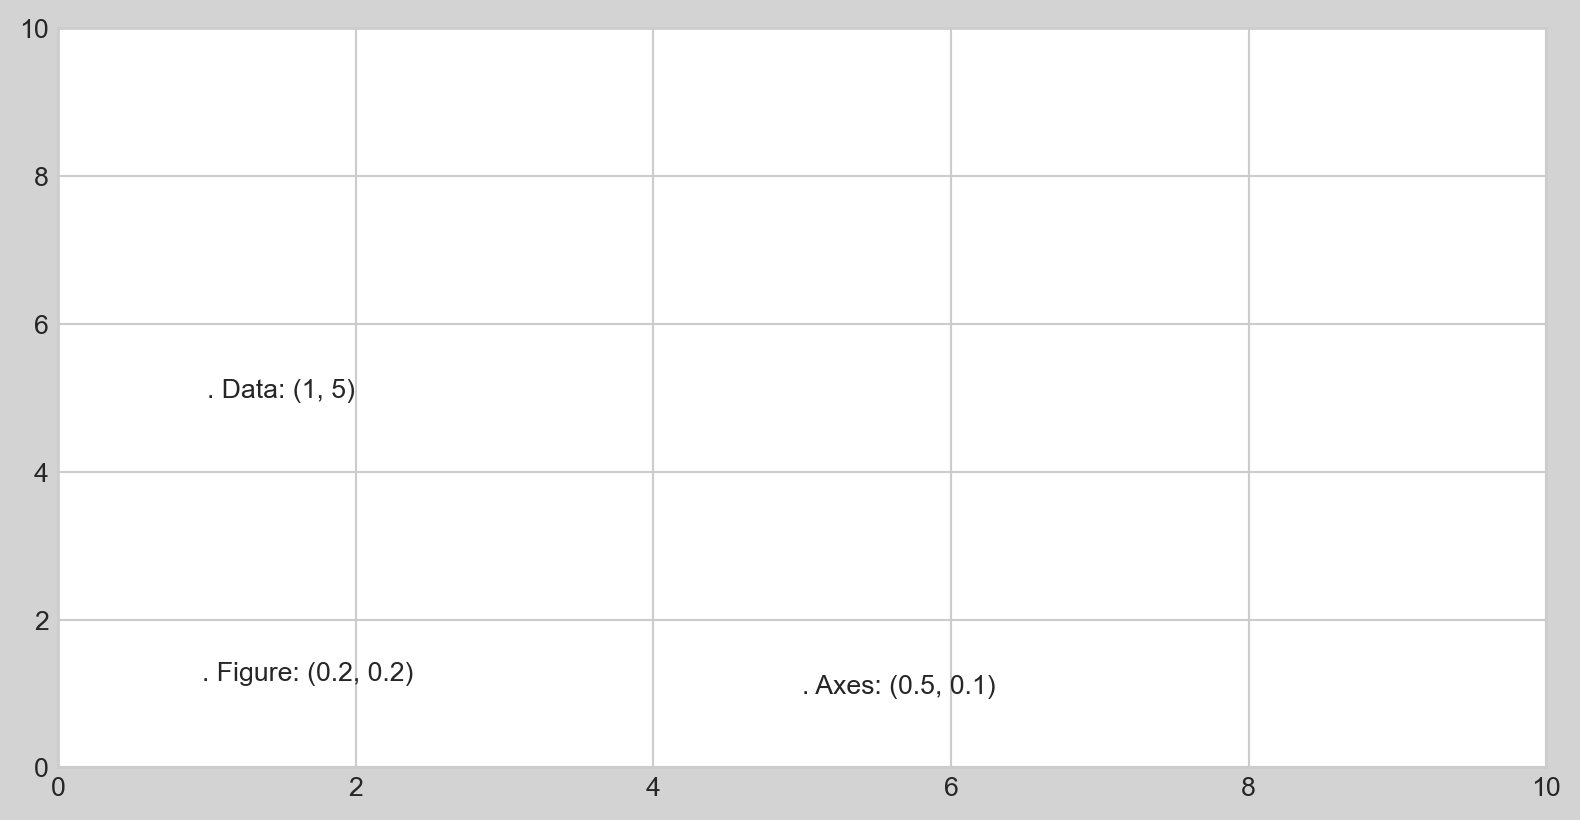 10
8
6
. Data: (1, 5)
4
2
. Figure: (0.2, 0.2)
. Axes: (0.5, 0.1)
0
0 2 4 6 8 10